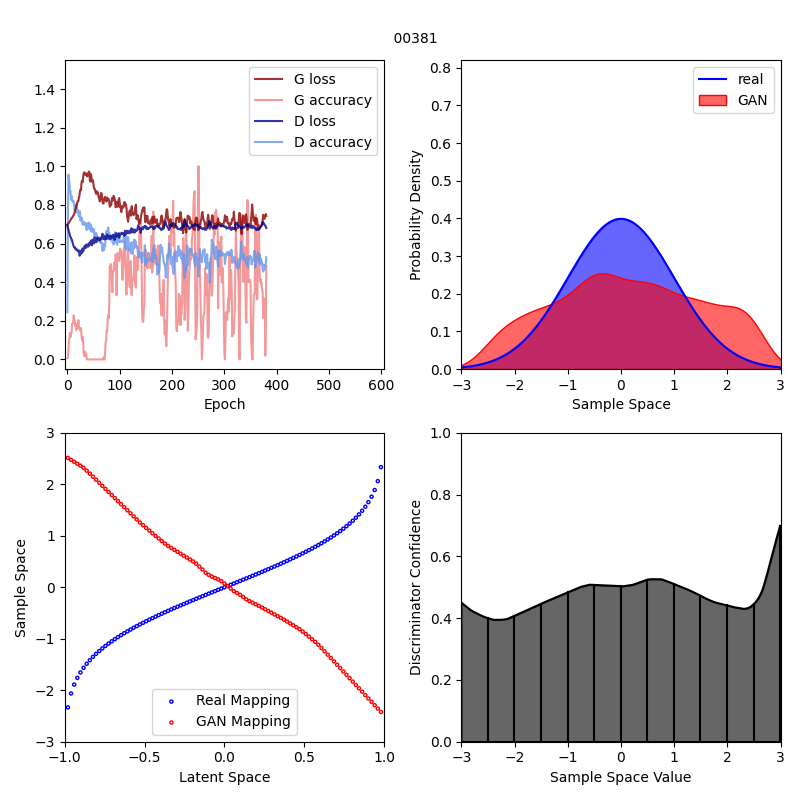 00381
G loss
G accuracy
D loss
D accuracy
1.4
1.2
1.0
0.8
0.6
0.4
0.2
0.0
0 100 200 300 400 500 600
Epoch
real
GAN
Probability Density
0.8
0.7
0.6
0.5
0.4
0.3
0.2
0.1
0.0
−3 −2 −1 0 1 2 3
Sample Space
Sample Space
3
2
1
0
−1
−2
−3
Real Mapping
GAN Mapping
−1.0 −0.5 0.0 0.5 1.0
Latent Space
Discriminator Confidence
1.0
0.8
0.6
0.4
0.2
0.0
−3 −2 −1 0 1 2 3
Sample Space Value